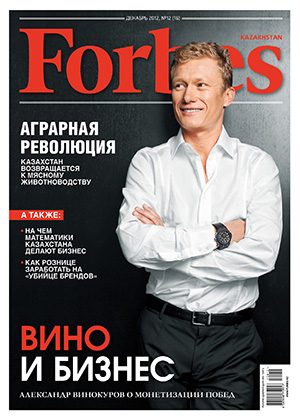 ДЕКАБРЬ 2012, №12 (16)
Forbes
KAZAKHSTAN
АГРАРНАЯ
РЕВОЛЮЦИЯ
КАЗАХСТАН
ВОЗВРАЩАЕТСЯ
К МЯСНОМУ
ЖИВОТНОВОДСТВУ
А ТАКЖЕ:
• НА ЧЕМ
МАТЕМАТИКИ
КАЗАХСТАНА
ДЕЛАЮТ БИЗНЕС
• КАК РОЗНИЦЕ
ЗАРАБОТАТЬ НА
«УБИЙЦЕ БРЕНДОВ»
ВИНО
И БИЗНЕС
АЛЕКСАНДР ВИНОКУРОВ О МОНЕТИЗАЦИИ ПОБЕД